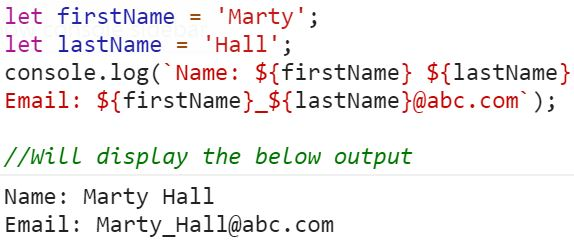 let firstName = 'Marty';
let lastName = 'Hall';
console.log(`Name: ${firstName} ${lastName}
Email: ${firstName}_${lastName}@abc.com`);
//Will display the below output
Name: Marty Hall
Email: Marty_Hall@abc.com